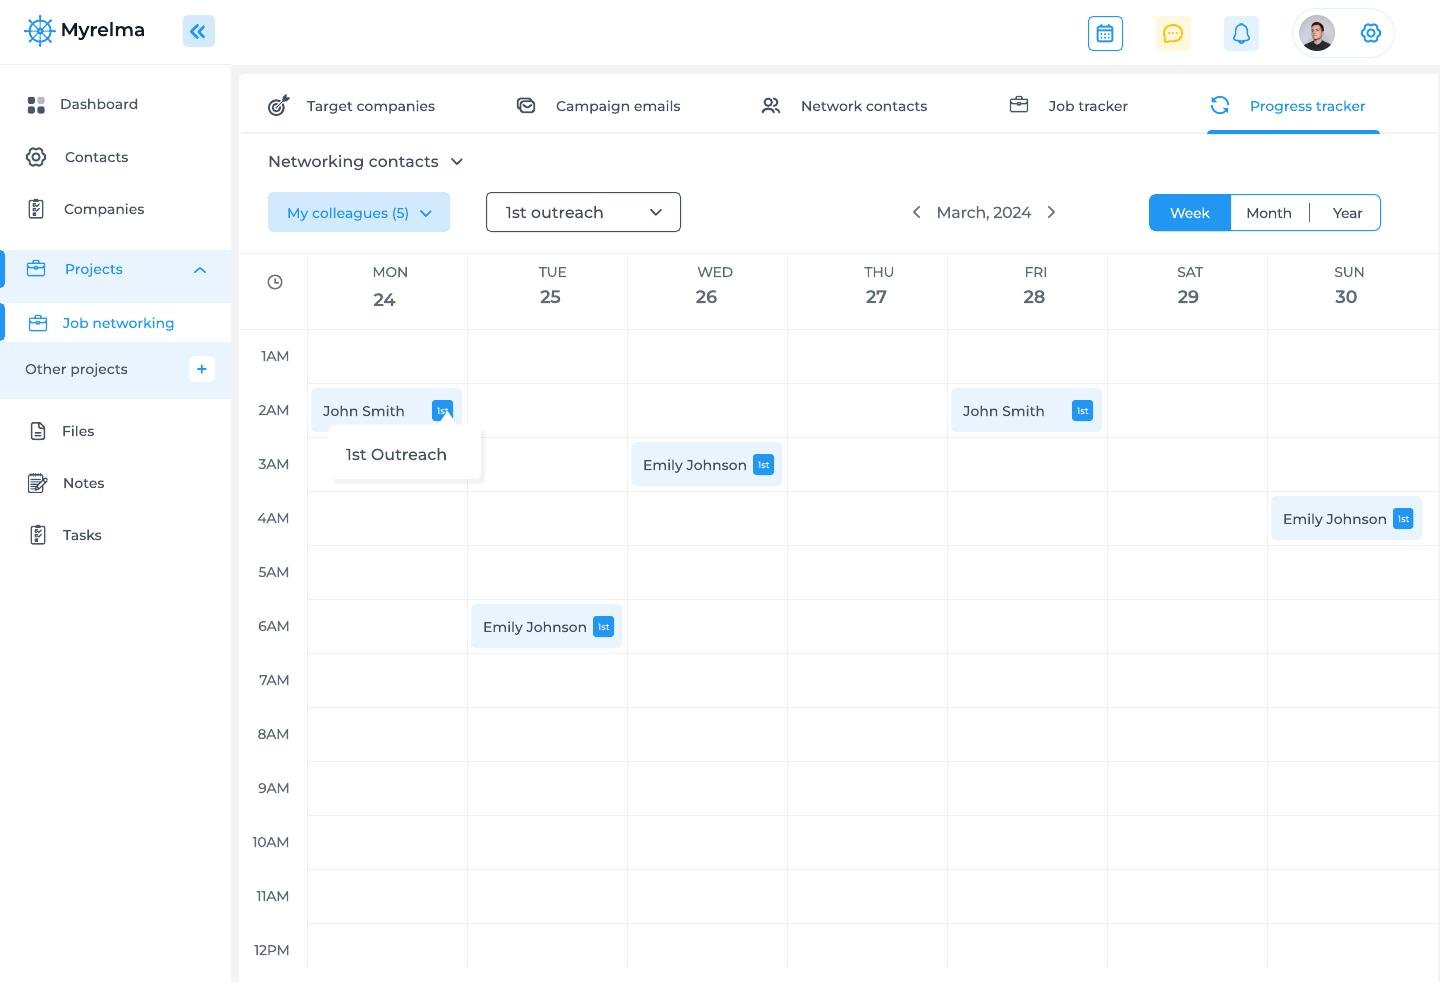 Myrelma
Dashboard
Contacts
Companies
Projects
Job networking
Other projects
+
Files
Notes
Tasks
Target companies
Campaign emails
Network contacts
Job tracker
Progress tracker
Networking contacts
My colleagues (5)
1st outreach
March, 2024
Week
Month
Year
MON TUE WED THU FRI SAT SUN
24 25 26 27 28 29 30
1AM
2AM
John Smith 1st
John Smith 1st
1st Outreach
3AM
Emily Johnson 1st
4AM
Emily Johnson 1st
5AM
6AM
Emily Johnson 1st
7AM
8AM
9AM
10AM
11AM
12PM